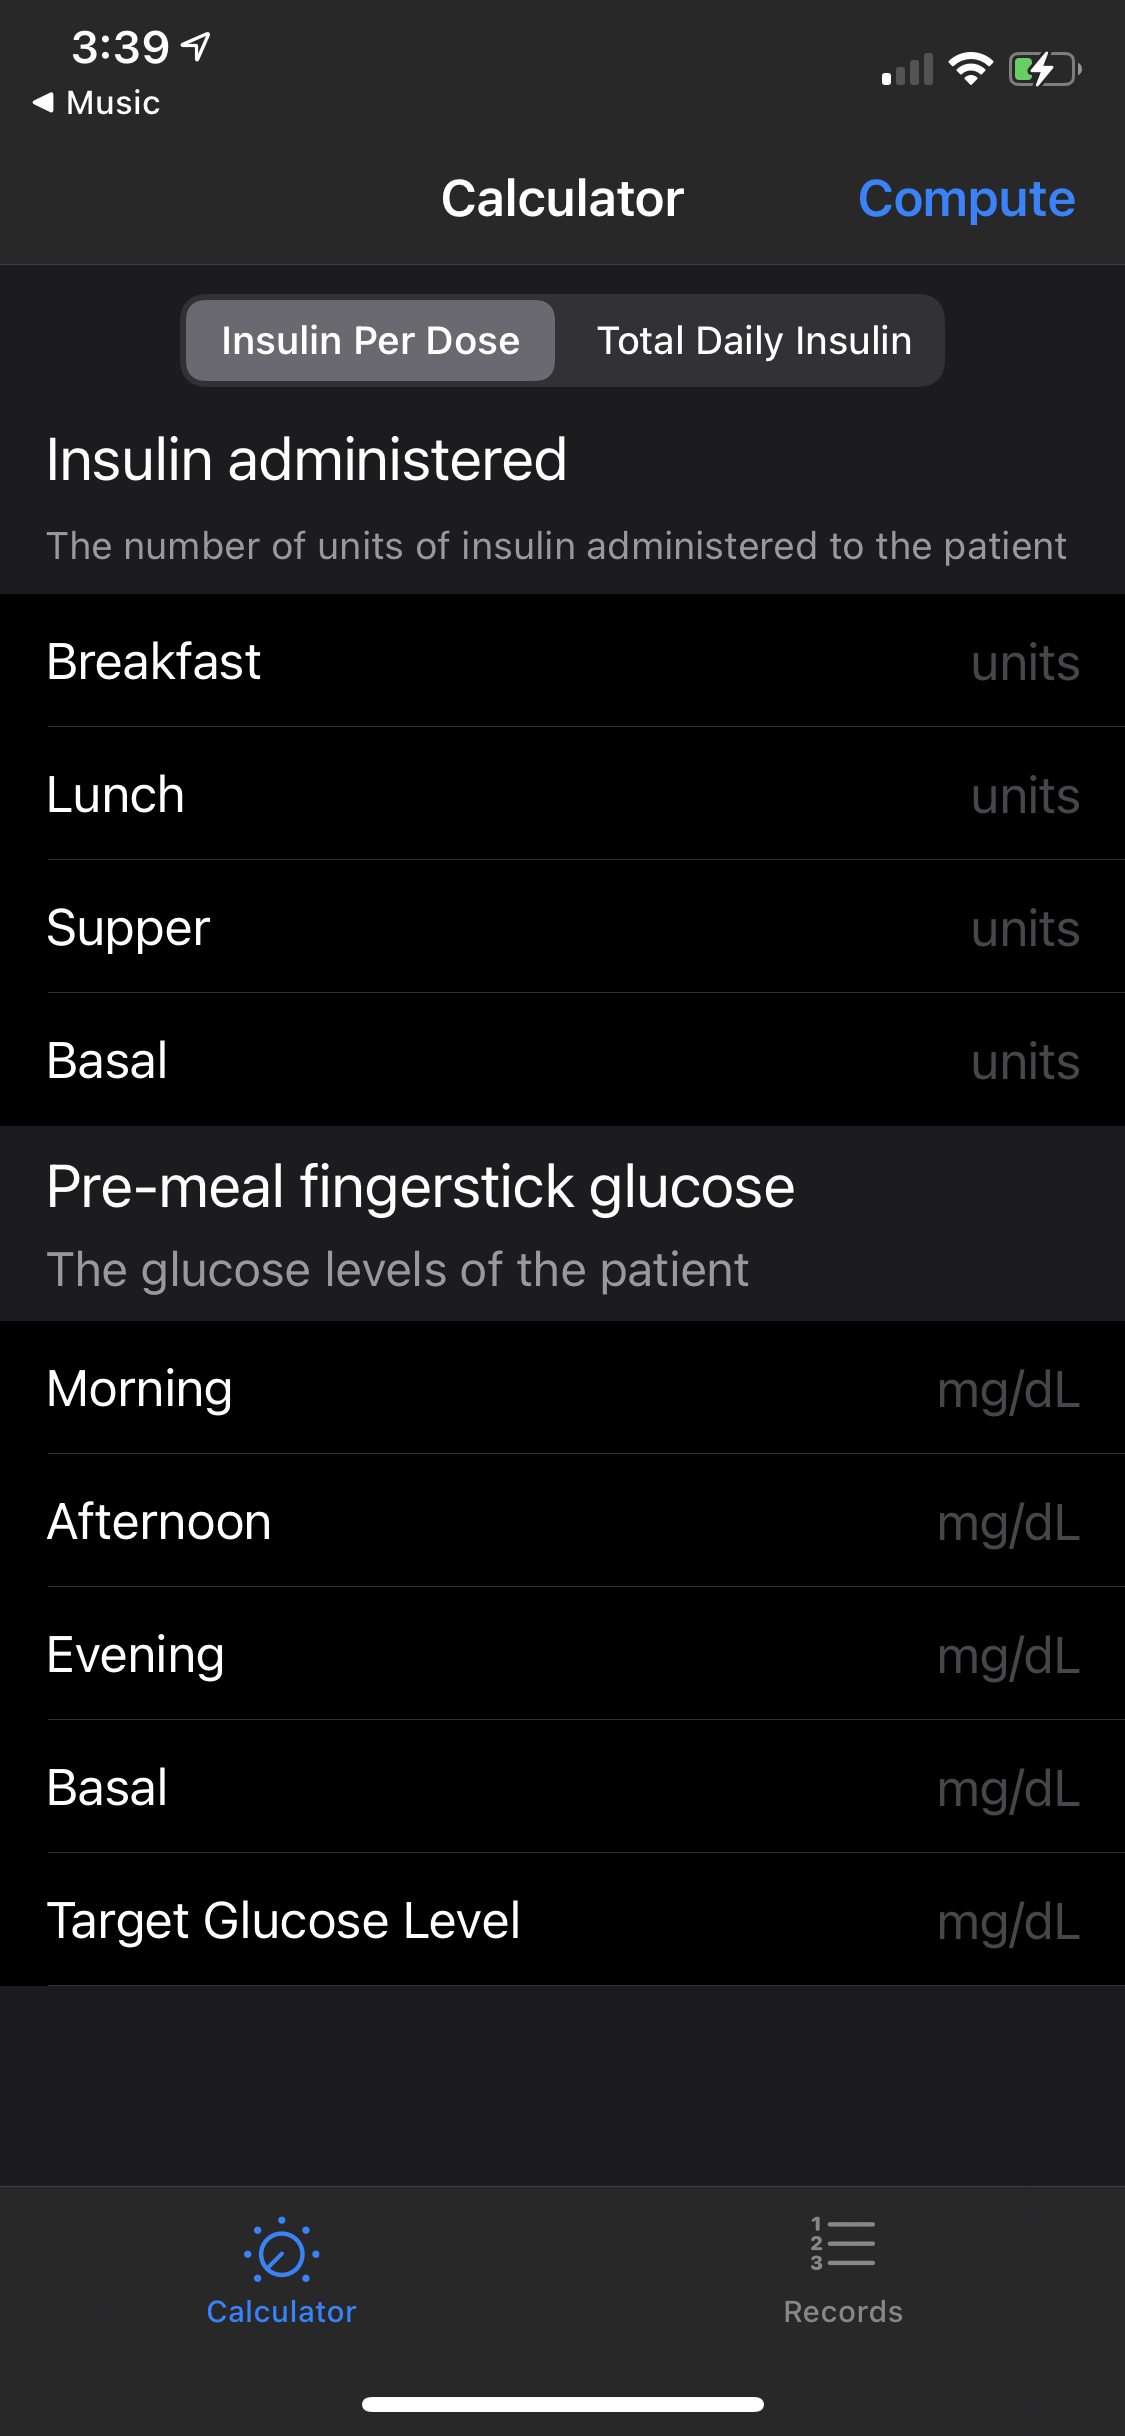 3:39
Music
Calculator
Compute
Insulin Per Dose
Total Daily Insulin
Insulin administered
The number of units of insulin administered to the patient
Breakfast units
Lunch units
Supper units
Basal units
Pre-meal fingerstick glucose
The glucose levels of the patient
Morning mg/dL
Afternoon mg/dL
Evening mg/dL
Basal mg/dL
Target Glucose Level mg/dL
1
2
3
Calculator
Records